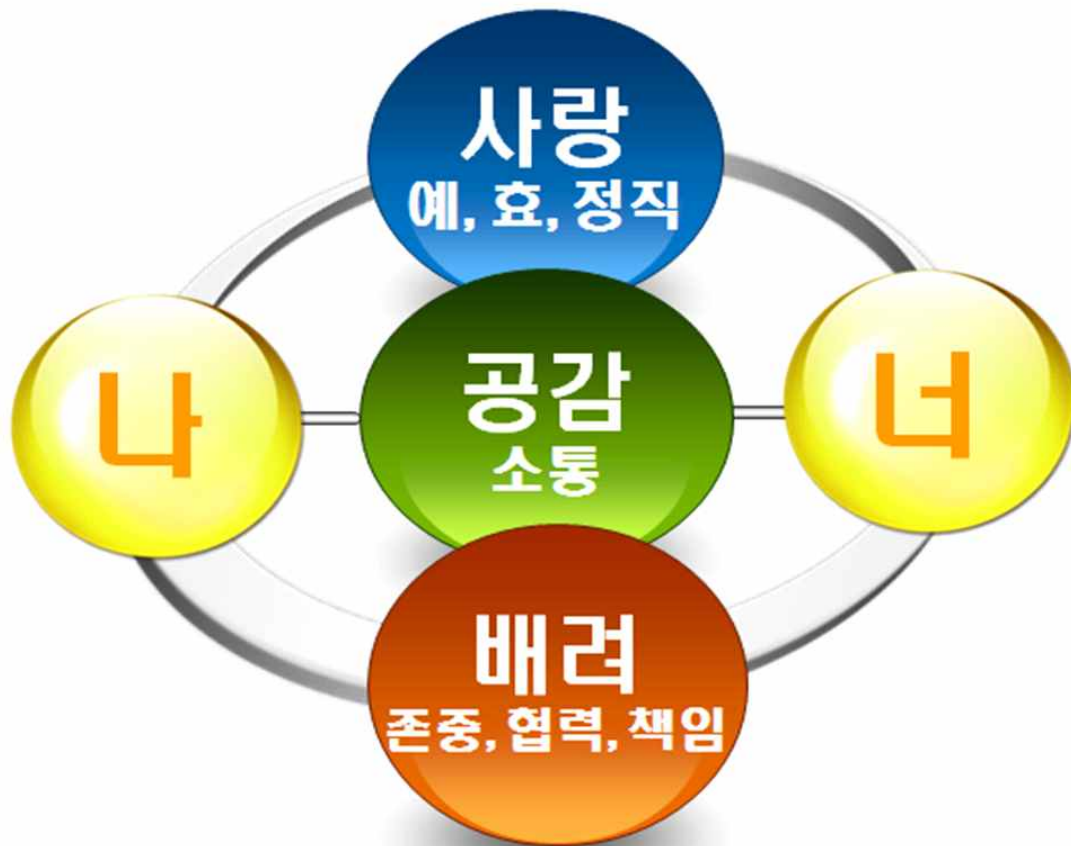 사랑
예, 효, 정직
나
공감
소통
너
배려
존중, 협력, 책임